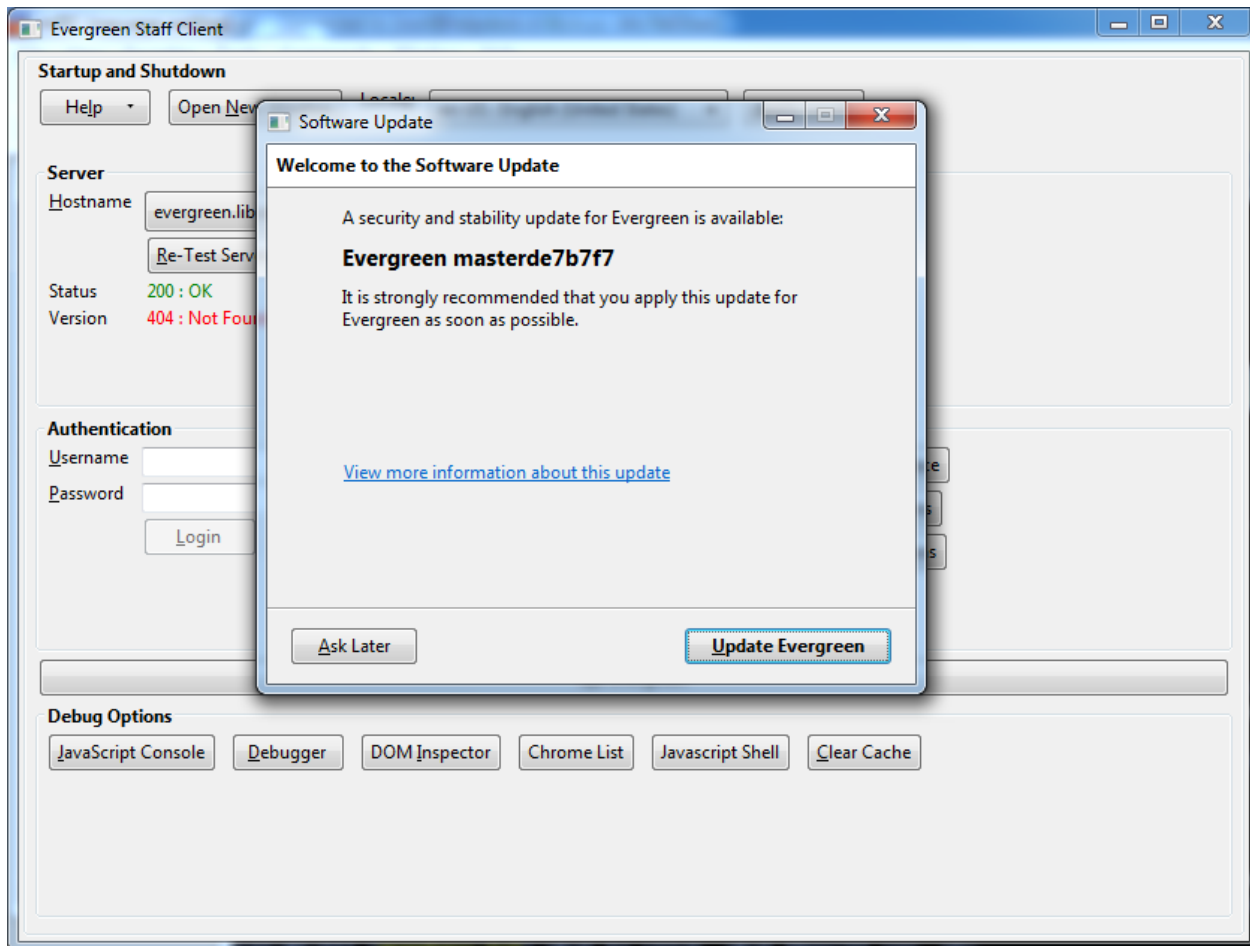 Evergreen Staff Client
Startup and Shutdown
Help
Open New
Locale:
Software Update
Welcome to the Software Update
Server
Hostname
evergreen.lib
A security and stability update for Evergreen is available:
Evergreen masterde7b7f7
Re-Test Serv
Status 200 : OK
It is strongly recommended that you apply this update for
Version 404 : Not Fou
Evergreen as soon as possible.
Authentication
Username
View more information about this update
Password
Login
Ask Later
Update Evergreen
Debug Options
JavaScript Console Debugger DOM Inspector Chrome List Javascript Shell Clear Cache